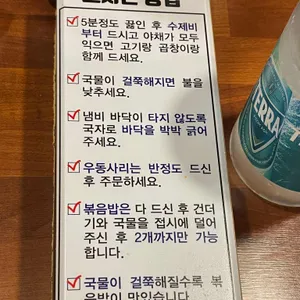 5분정도 끓인 후 수제비
부터 드시고 야채가 모두
익으면 고기랑 곱창이랑
함께 드세요.
국물이 걸쭉해지면 불을
낮추세요.
냄비 바닥이 타지 않도록
국자로 바닥을 박박 긁어
주세요.
우동사리는 반정도 드신
후 주문하세요.
볶음밥은 다 드신 후 건더
기와 국물을 접시에 덜어
주신 후 2개까지만 가능
합니다.
국물이 걸쭉해질수록 볶
음밥이 맛있습니다.
TERRA